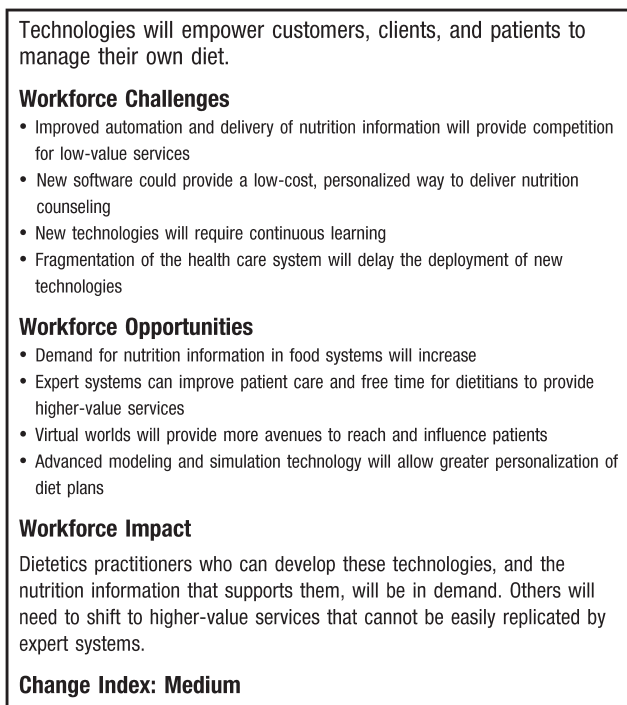 Technologies will empower customers, clients, and patients to
manage their own diet.
Workforce Challenges
• Improved automation and delivery of nutrition information will provide competition
for low-value services
• New software could provide a low-cost, personalized way to deliver nutrition
counseling
• New technologies will require continuous learning
• Fragmentation of the health care system will delay the deployment of new
technologies
Workforce Opportunities
• Demand for nutrition information in food systems will increase
• Expert systems can improve patient care and free time for dietitians to provide
higher-value services
• Virtual worlds will provide more avenues to reach and influence patients
• Advanced modeling and simulation technology will allow greater personalization of
diet plans
Workforce Impact
Dietetics practitioners who can develop these technologies, and the
nutrition information that supports them, will be in demand. Others will
need to shift to higher-value services that cannot be easily replicated by
expert systems.
Change Index: Medium